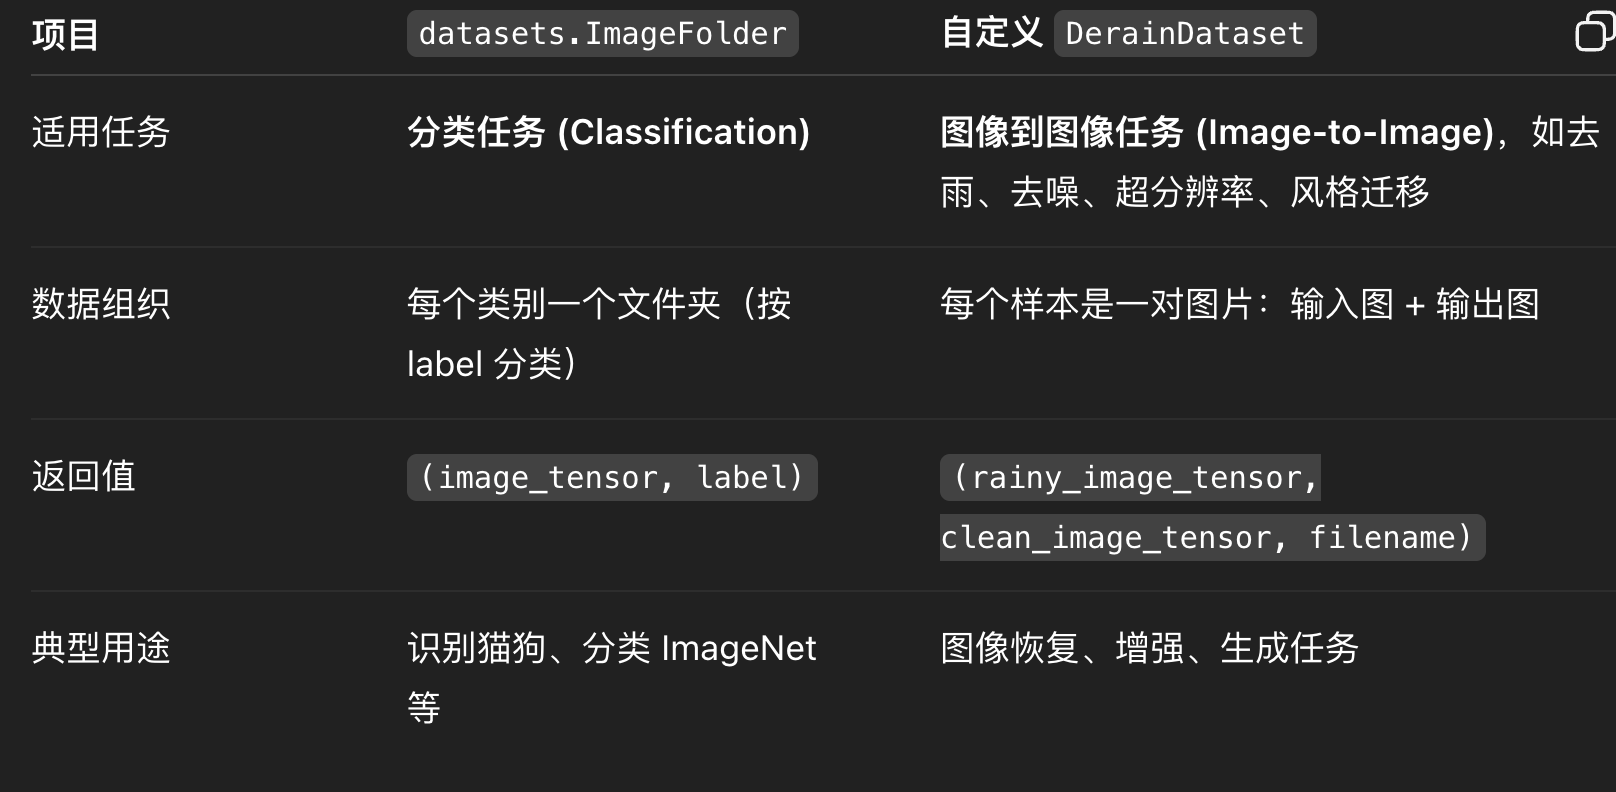 项目 datasets.ImageFolder 自定义 DerainDataset
适用任务 分类任务 (Classification) 图像到图像任务 (Image-to-Image)，如去
雨、去噪、超分辨率、风格迁移
数据组织 每个类别一个文件夹（按 每个样本是一对图片：输入图 + 输出图
label 分类）
返回值 (image_tensor, label) (rainy_image_tensor,
clean_image_tensor, filename)
典型用途 识别猫狗、分类 ImageNet 图像恢复、增强、生成任务
等